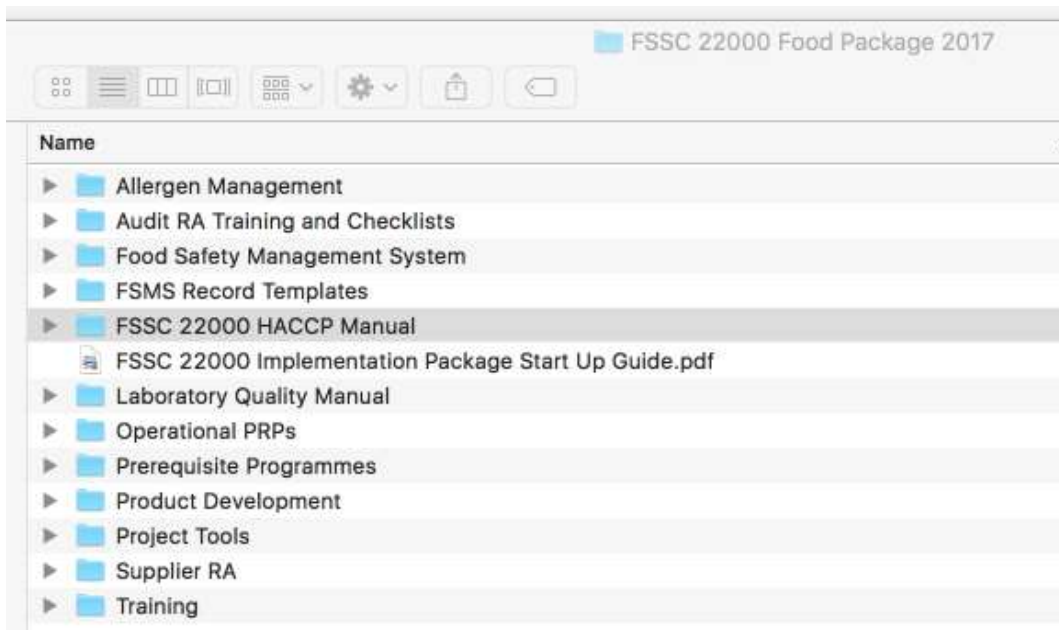 FSSC 22000 Food Package 2017
Name
Allergen Management
Audit RA Training and Checklists
Food Safety Management System
FSMS Record Templates
FSSC 22000 HACCP Manual
FSSC 22000 Implementation Package Start Up Guide.pdf
Laboratory Quality Manual
Operational PRPs
Prerequisite Programmes
Product Development
Project Tools
Supplier RA
Training